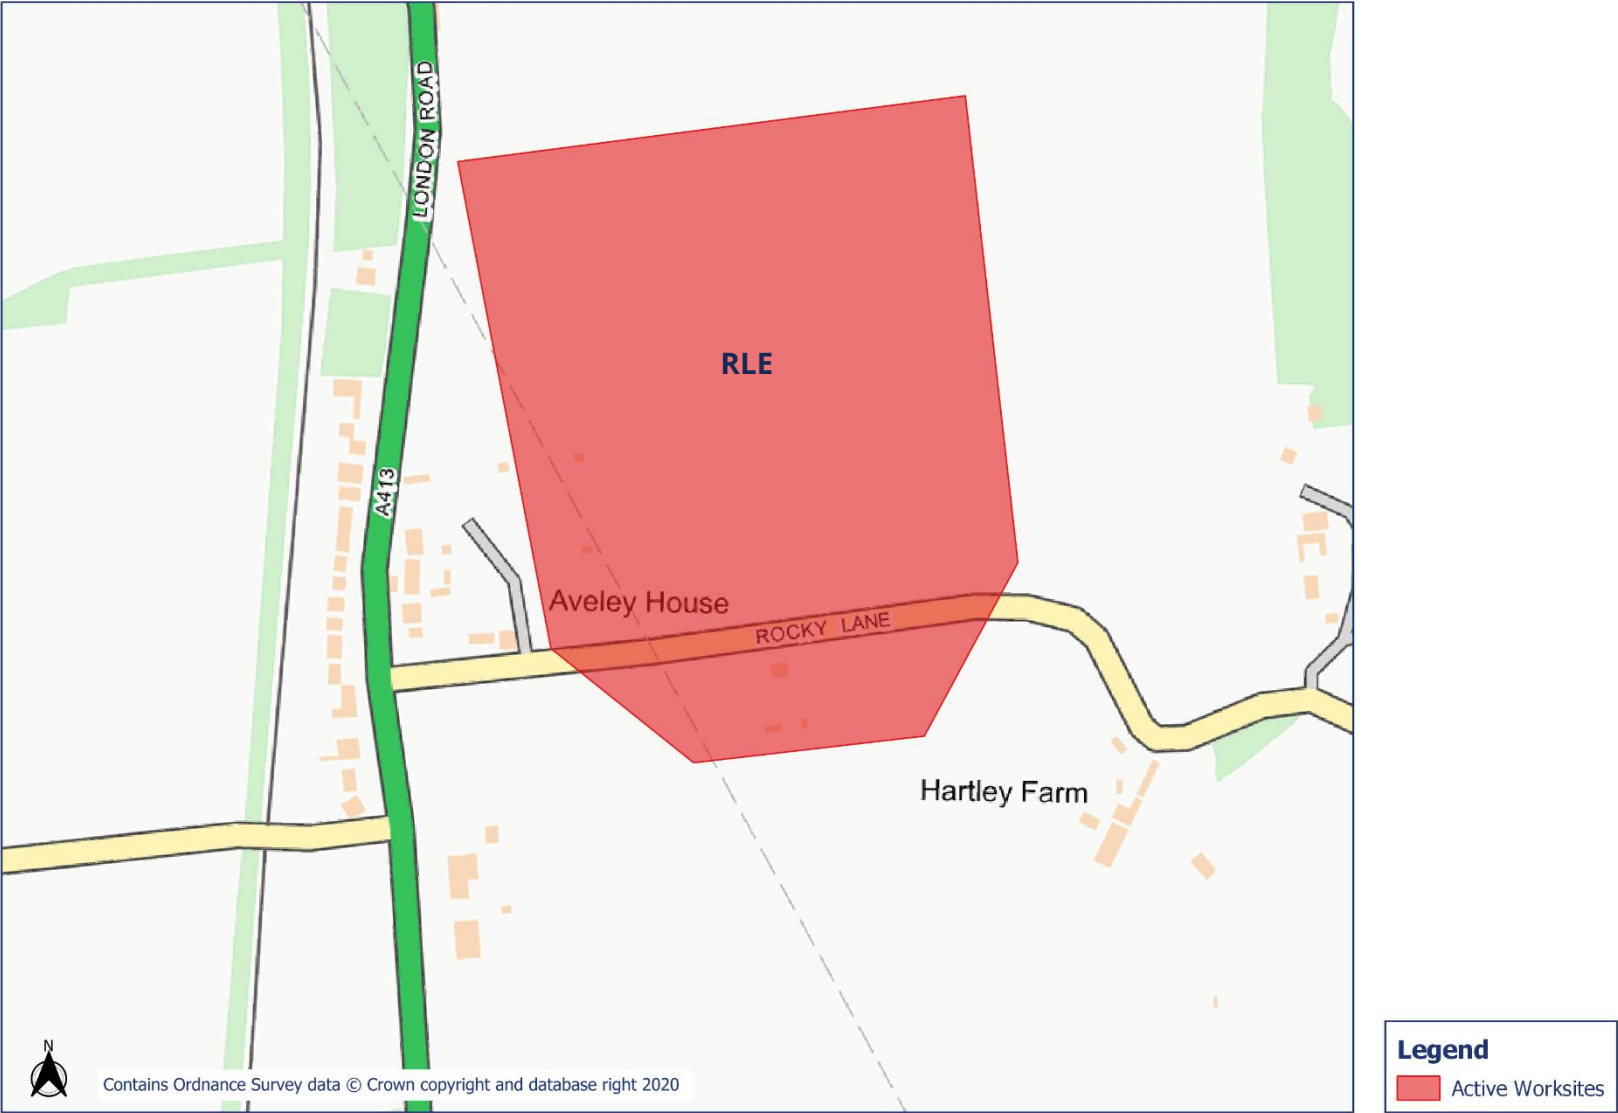 LONDON ROAD
RLE
A413
Aveley House
ROCKY LANE
Hartley Farm
N
Contains Ordnance Survey data © Crown copyright and database right 2020
Legend
Active Worksites